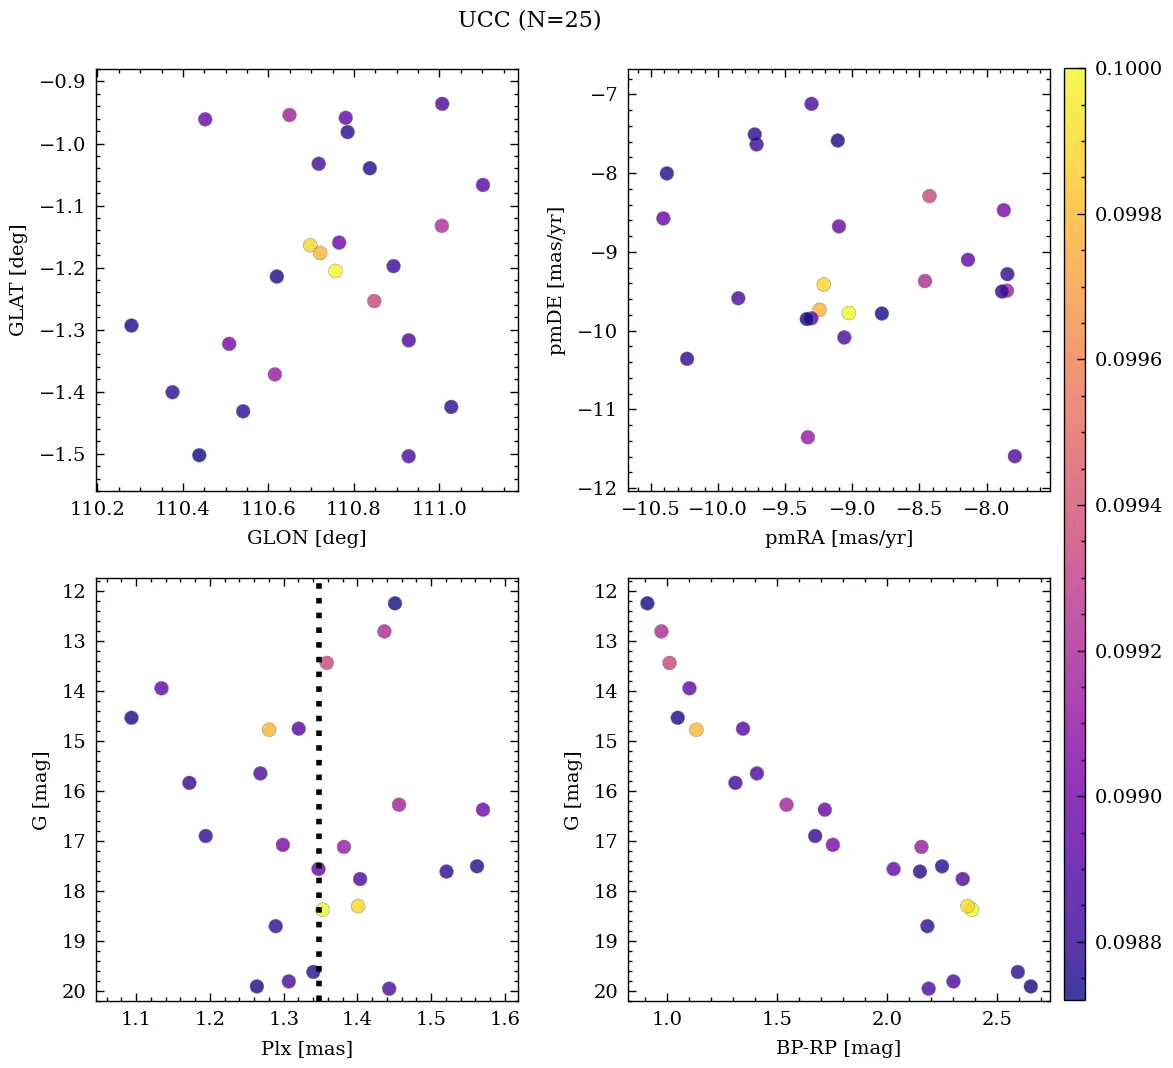 UCC (N=25)
−0.9
−1.0
−1.1
−1.2
−1.3
−1.4
−1.5
GLAT [deg]
110.2 110.4 110.6 110.8 111.0
GLON [deg]
−7
−8
−9
−10
−11
−12
pmDE [mas/yr]
−10.5 −10.0 −9.5 −9.0 −8.5 −8.0
pmRA [mas/yr]
12
13
14
15
16
17
18
19
20
G [mag]
1.1 1.2 1.3 1.4 1.5 1.6
Plx [mas]
12
13
14
15
16
17
18
19
20
G [mag]
1.0 1.5 2.0 2.5
BP-RP [mag]
0.1000
0.0998
0.0996
0.0994
0.0992
0.0990
0.0988